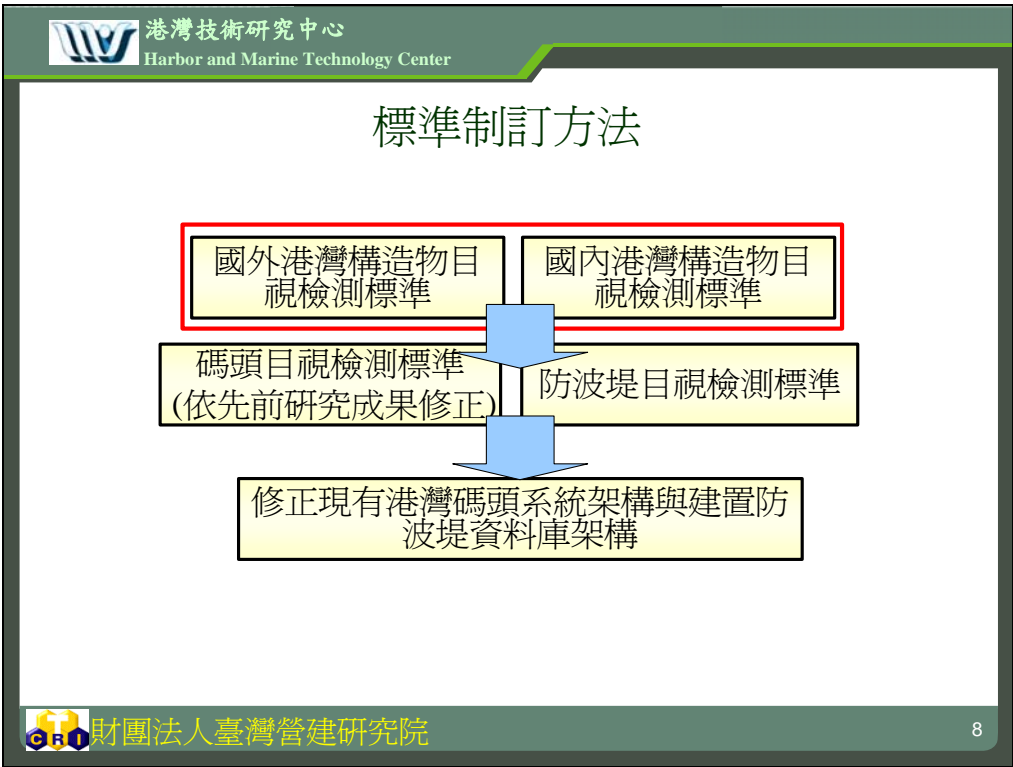 港灣技術研究中心
Harbor and Marine Technology Center
標準制訂方法
國外港灣構造物目
視檢測標準
國內港灣構造物目
視檢測標準
碼頭目視檢測標準
(依先前研究成果修正)
防波堤目視檢測標準
修正現有港灣碼頭系統架構與建置防
波堤資料庫架構
TCRI
財團法人臺灣營建研究院
8